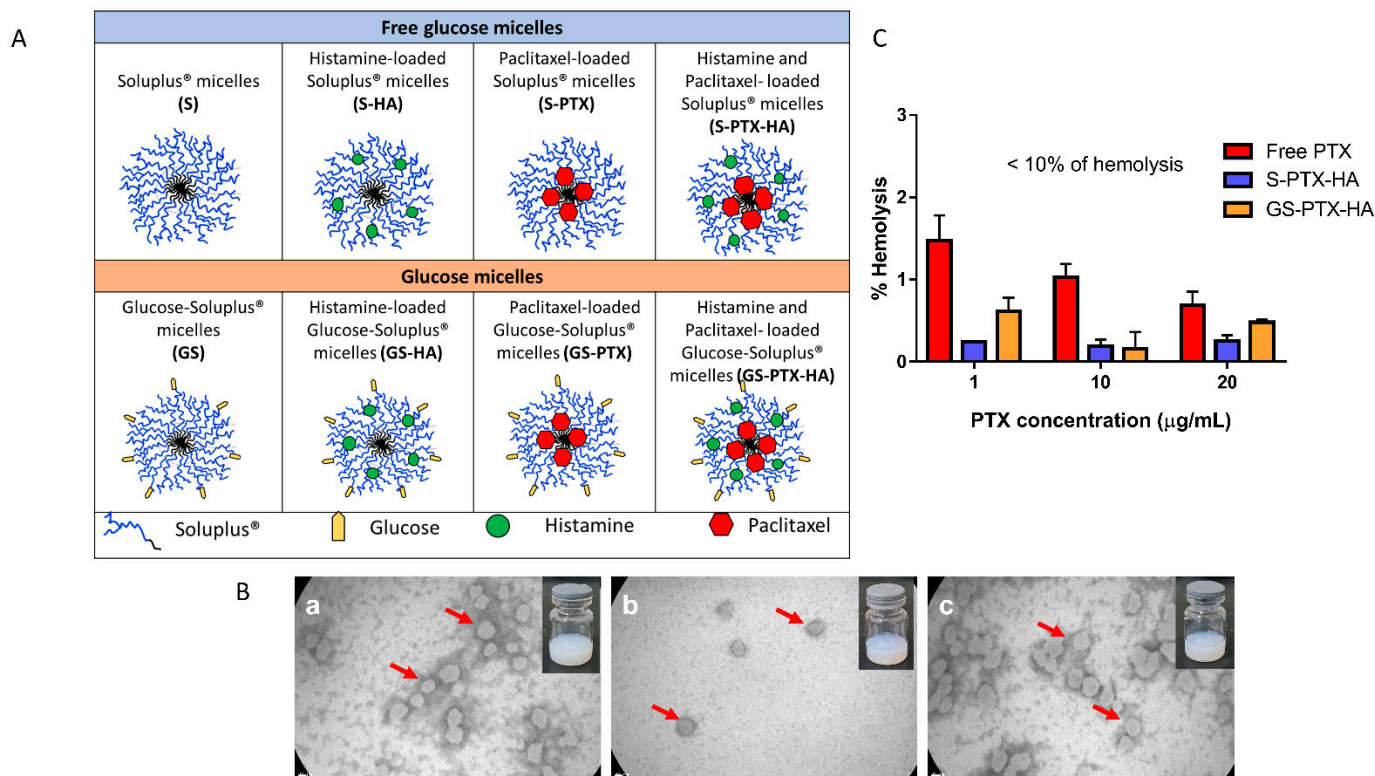 A
Free glucose micelles
Soluplus® micelles
(S)
Histamine-loaded
Soluplus® micelles
(S-HA)
Paclitaxel-loaded
Soluplus® micelles
(S-PTX)
Histamine and
Paclitaxel- loaded
Soluplus® micelles
(S-PTX-HA)
Glucose micelles
Glucose-Soluplus®
micelles
(GS)
Histamine-loaded
Glucose-Soluplus®
micelles (GS-HA)
Paclitaxel-loaded
Glucose-Soluplus®
micelles (GS-PTX)
Histamine and
Paclitaxel- loaded
Glucose-Soluplus®
micelles (GS-PTX-HA)
Soluplus®
Glucose
Histamine
Paclitaxel
C
% Hemolysis
3
2
1
0
< 10% of hemolysis
Free PTX
S-PTX-HA
GS-PTX-HA
1
10
20
PTX concentration (μg/mL)
B
a
b
c